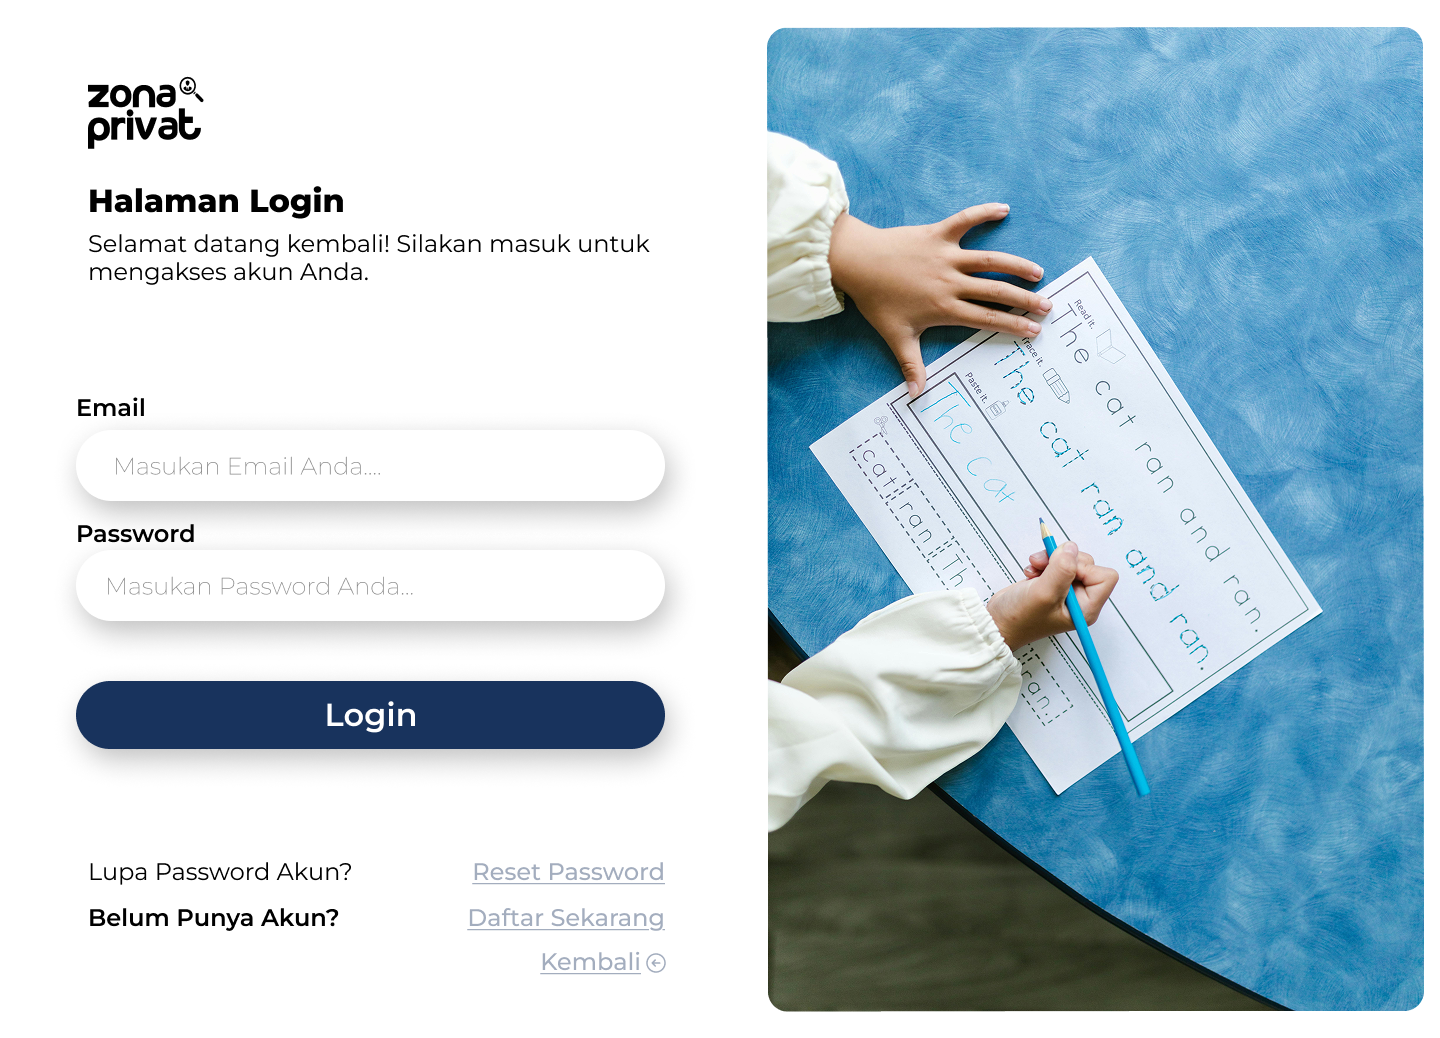 zona
privat
Halaman Login
Selamat datang kembali! Silakan masuk untuk
mengakses akun Anda.
Email
Masukan Email Anda....
Password
Masukan Password Anda...
Login
Lupa Password Akun?
Reset Password
Belum Punya Akun?
Daftar Sekarang
Kembali
Read it.
The cat ran and ran.
Trace it.
The cat ran and ran.
Paste it.
The cat
cat ran Th
ran.